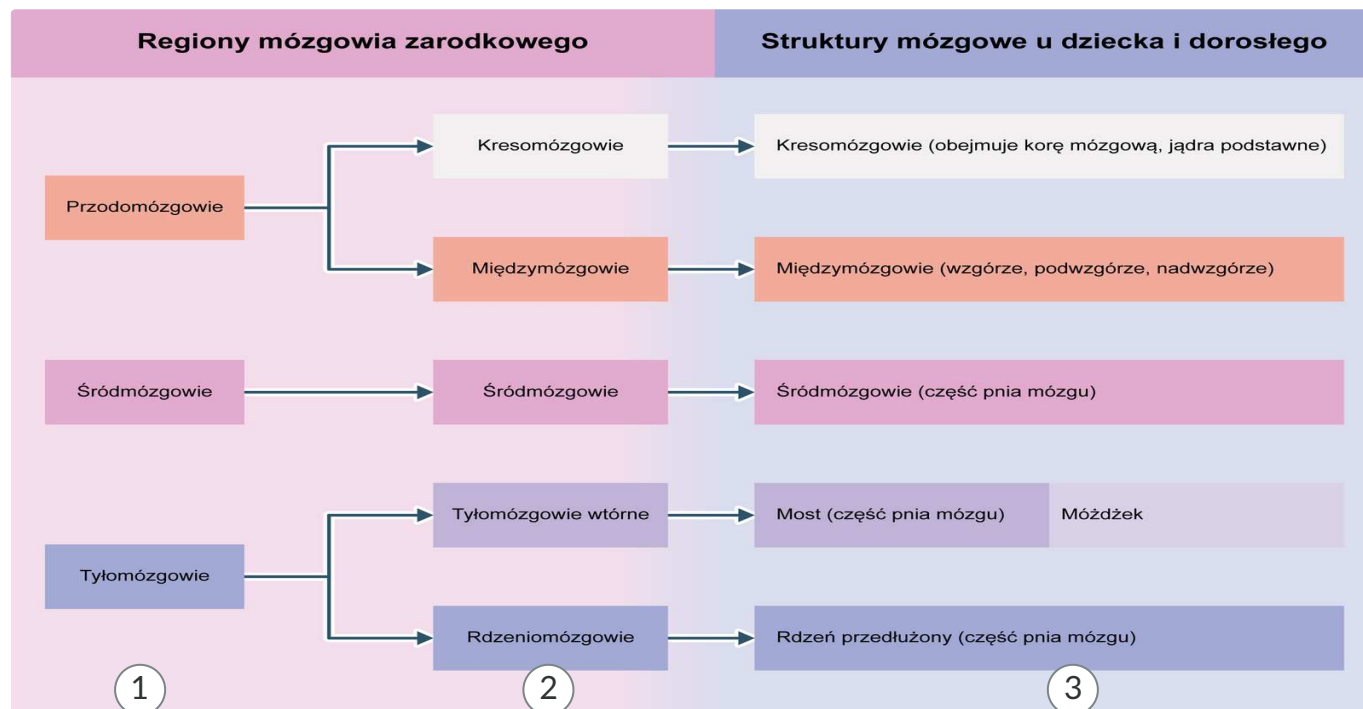 Regiony mózgowia zarodkowego
Struktury mózgowe u dziecka i dorosłego
Przodomózgowie
Kresomózgowie
Kresomózgowie (obejmuje korę mózgową, jądra podstawne)
Międzymózgowie
Międzymózgowie (wzgórze, podwzgórze, nadwzgórze)
Śródmózgowie
Śródmózgowie
Śródmózgowie (część pnia mózgu)
Tyłomózgowie
Tyłomózgowie wtórne
Most (część pnia mózgu)
Móżdżek
Rdzeniomózgowie
Rdzeń przedłużony (część pnia mózgu)
1
2
3